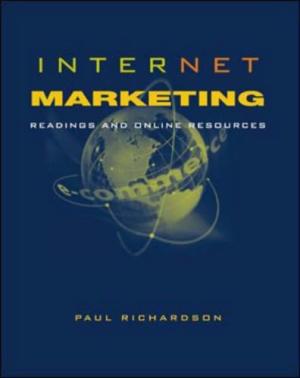 INTERNET
MARKETING
READINGS AND ONLINE RESOURCES
e-commerce
PAUL RICHARDSON